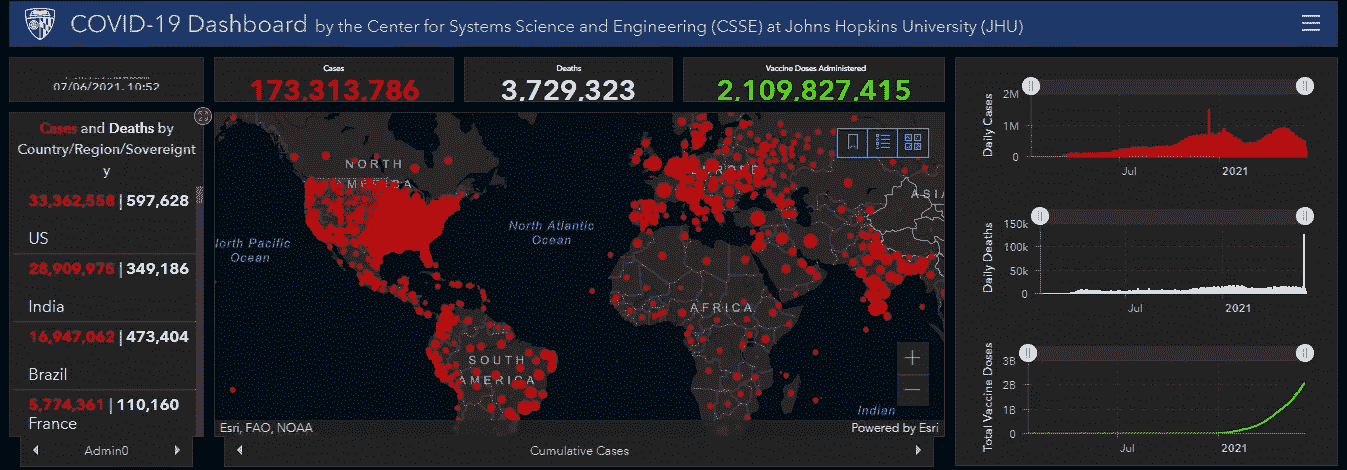 COVID-19 Dashboard by the Center for Systems Science and Engineering (CSSE) at Johns Hopkins University (JHU)
07/06/2021, 10:52
Cases
173,313,786
Deaths
3,729,323
Vaccine Doses Administered
2,109,827,415
Cases and Deaths by
Country/Region/Sovereignt
y
33,362,558 | 597,628
US
28,909,975 | 349,186
India
16,947,062 | 473,404
Brazil
5,774,361 | 110,160
France
Admin0
NORTH
AMERICA
North Atlantic
Ocean
orth Pacific
Ocean
EUROPE
ASI
AFRICA
SOUTH
AMERICA
Indian
Esri, FAO, NOAA
Powered by Esri
Cumulative Cases
Daily Cases
2M
1M
0
Jul
2021
Daily Deaths
150k
100k
50k
0
Jul
2021
Total Vaccine Doses
3B
2B
1B
0
Jul
2021